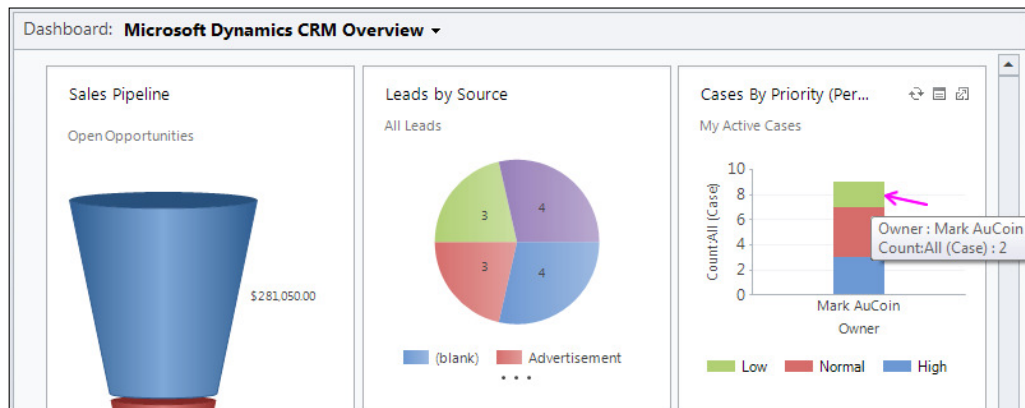 Dashboard: Microsoft Dynamics CRM Overview
Sales Pipeline
Open Opportunities
$281,050.00
Leads by Source
All Leads
3
4
3
4
(blank)
Advertisement
Cases By Priority (Per...
My Active Cases
Count:All (Case)
10
8
6
4
2
0
Owner : Mark AuCoin
Count:All (Case) : 2
Mark AuCoin
Owner
Low
Normal
High